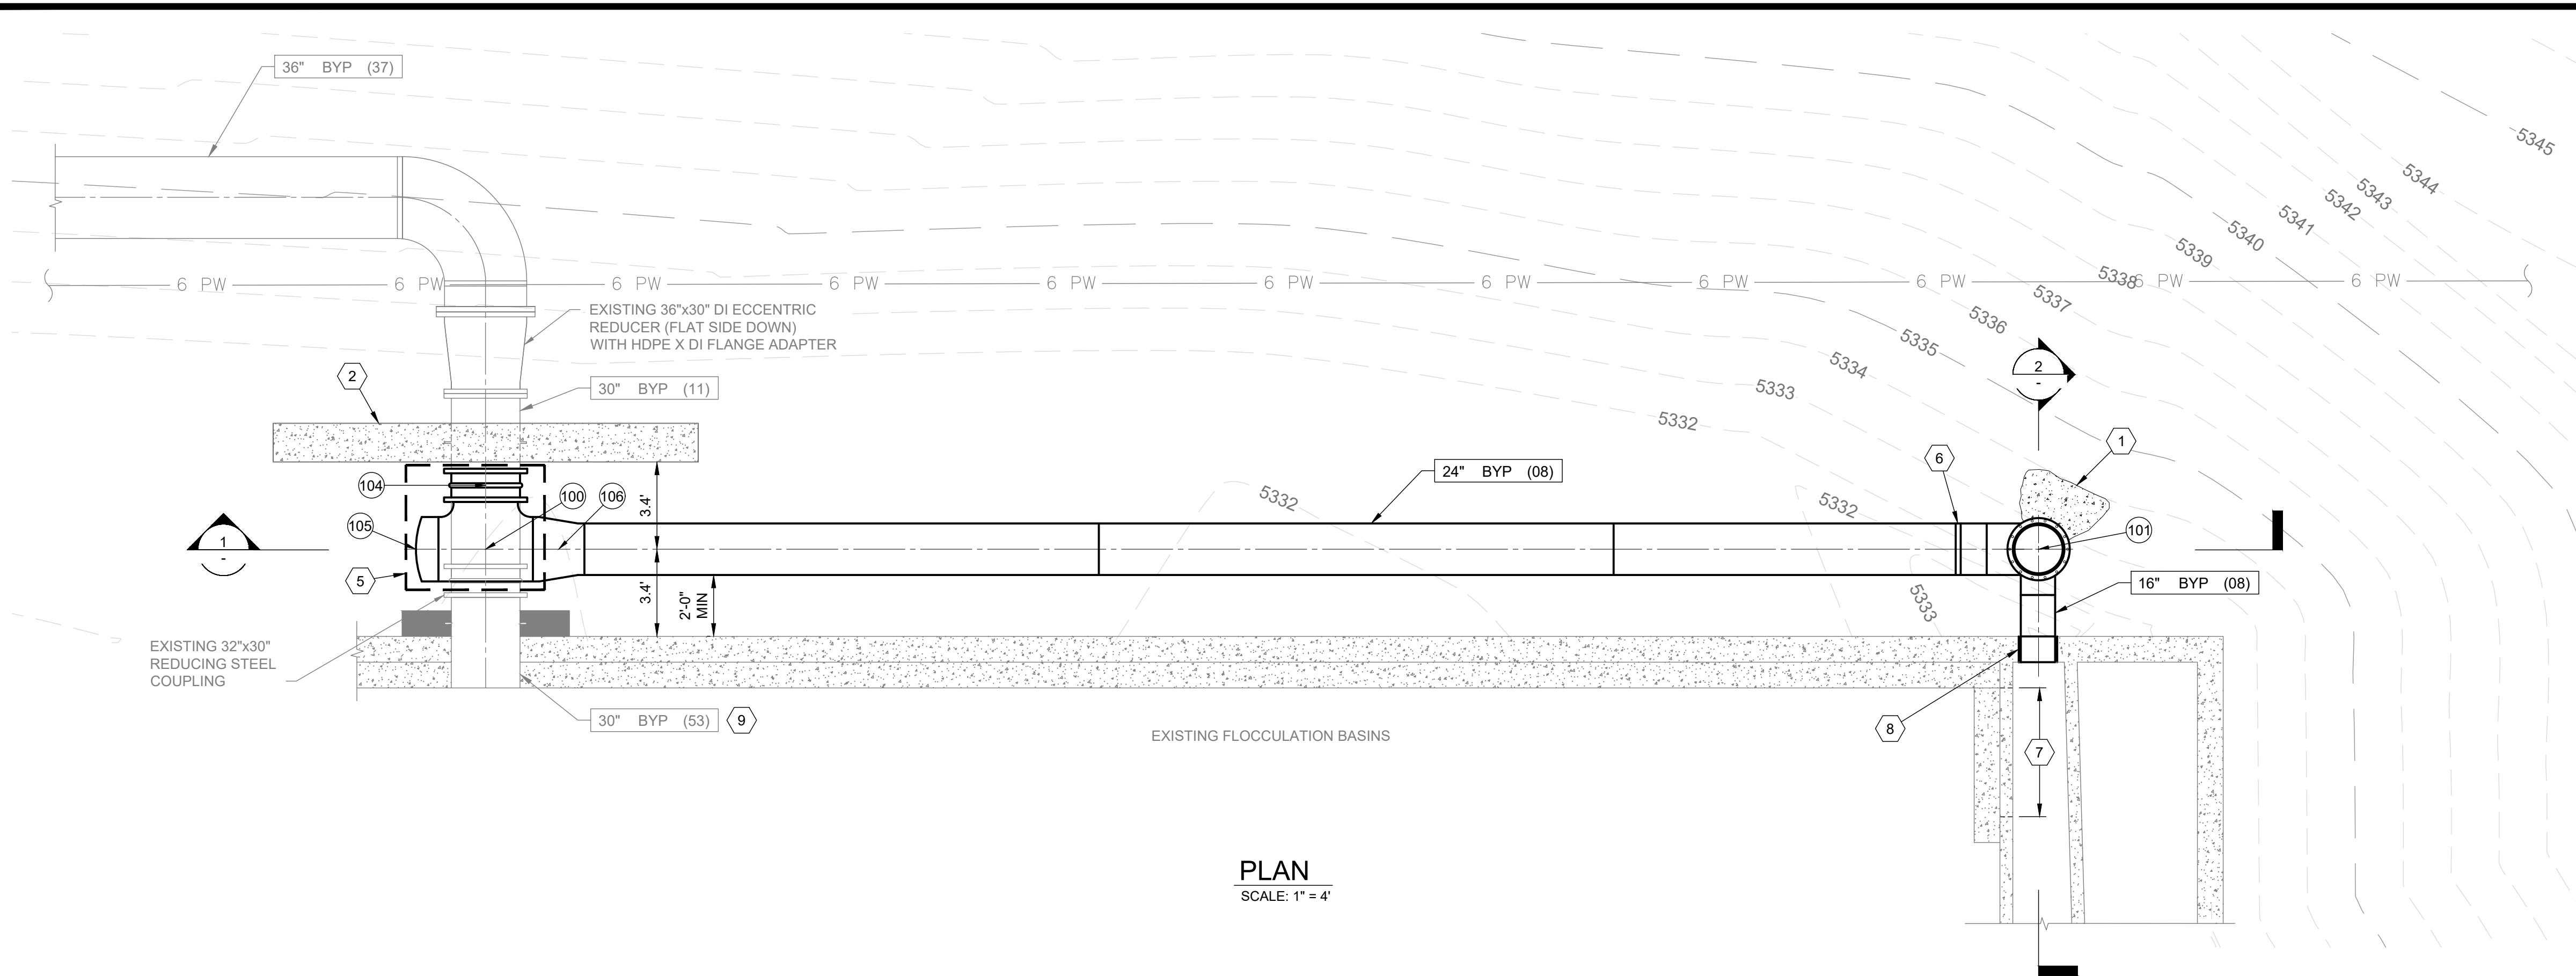 36" BYP (37)
5345
5344
5343
5342
5341
5340
5339
5338
6 PW
6 PW
6 PW
6 PW
6 PW
6 PW
6 PW
6 PW
6 PW
6 PW
6 PW
5337
5336
5335
5334
5333
5332
EXISTING 36"x30" DI ECCENTRIC
REDUCER (FLAT SIDE DOWN)
WITH HDPE X DI FLANGE ADAPTER
2
30" BYP (11)
2
-
1
6
24" BYP (08)
104
100
106
3.4'
5332
5332
105
101
1
-
5
3.4'
2'-0"
MIN
16" BYP (08)
5333
EXISTING 32"x30"
REDUCING STEEL
COUPLING
30" BYP (53)
9
8
7
EXISTING FLOCCULATION BASINS
PLAN
SCALE: 1" = 4'